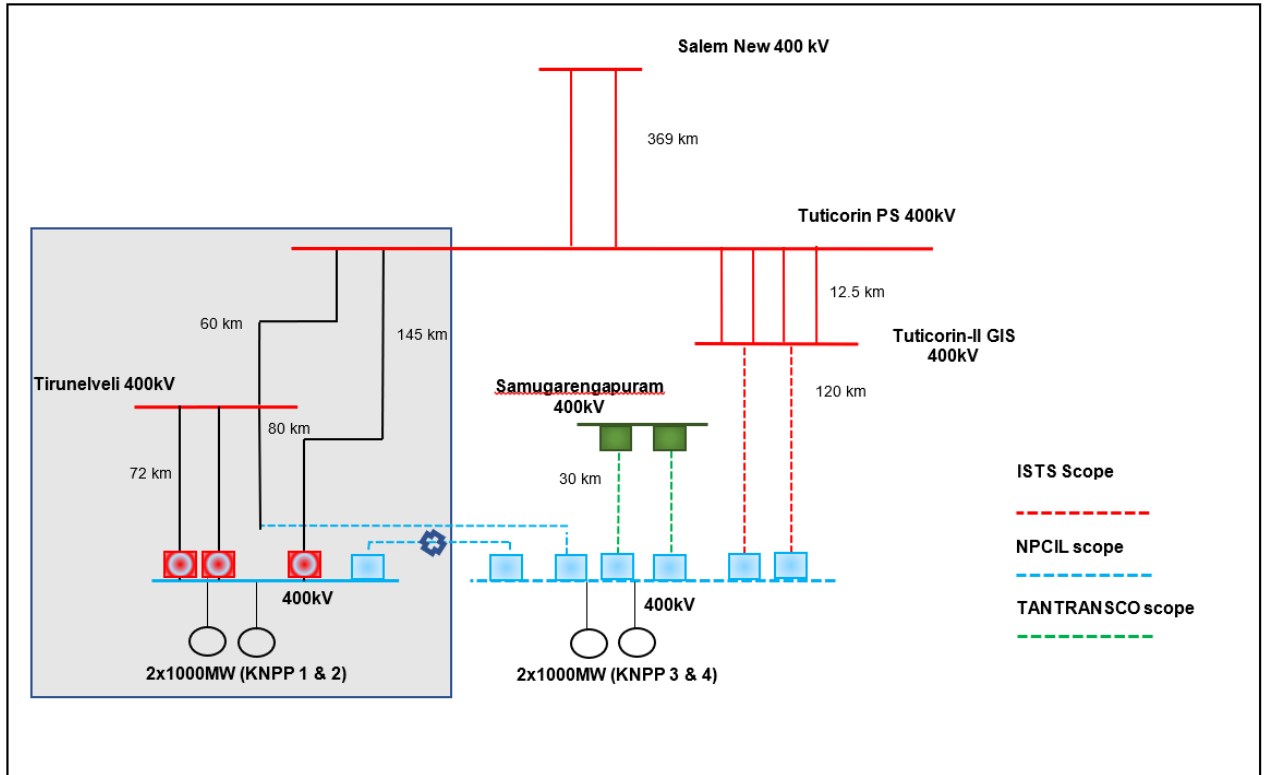 Salem New 400 kV
369 km
Tuticorin PS 400kV
12.5 km
60 km
145 km
Tuticorin-II GIS
400kV
Tirunelveli 400kV
Samugarengapuram
400kV
120 km
80 km
72 km
30 km
ISTS Scope
NPCIL scope
400kV
400kV
TANTRANSCO scope
2x1000MW (KNPP 1 & 2)
2x1000MW (KNPP 3 & 4)